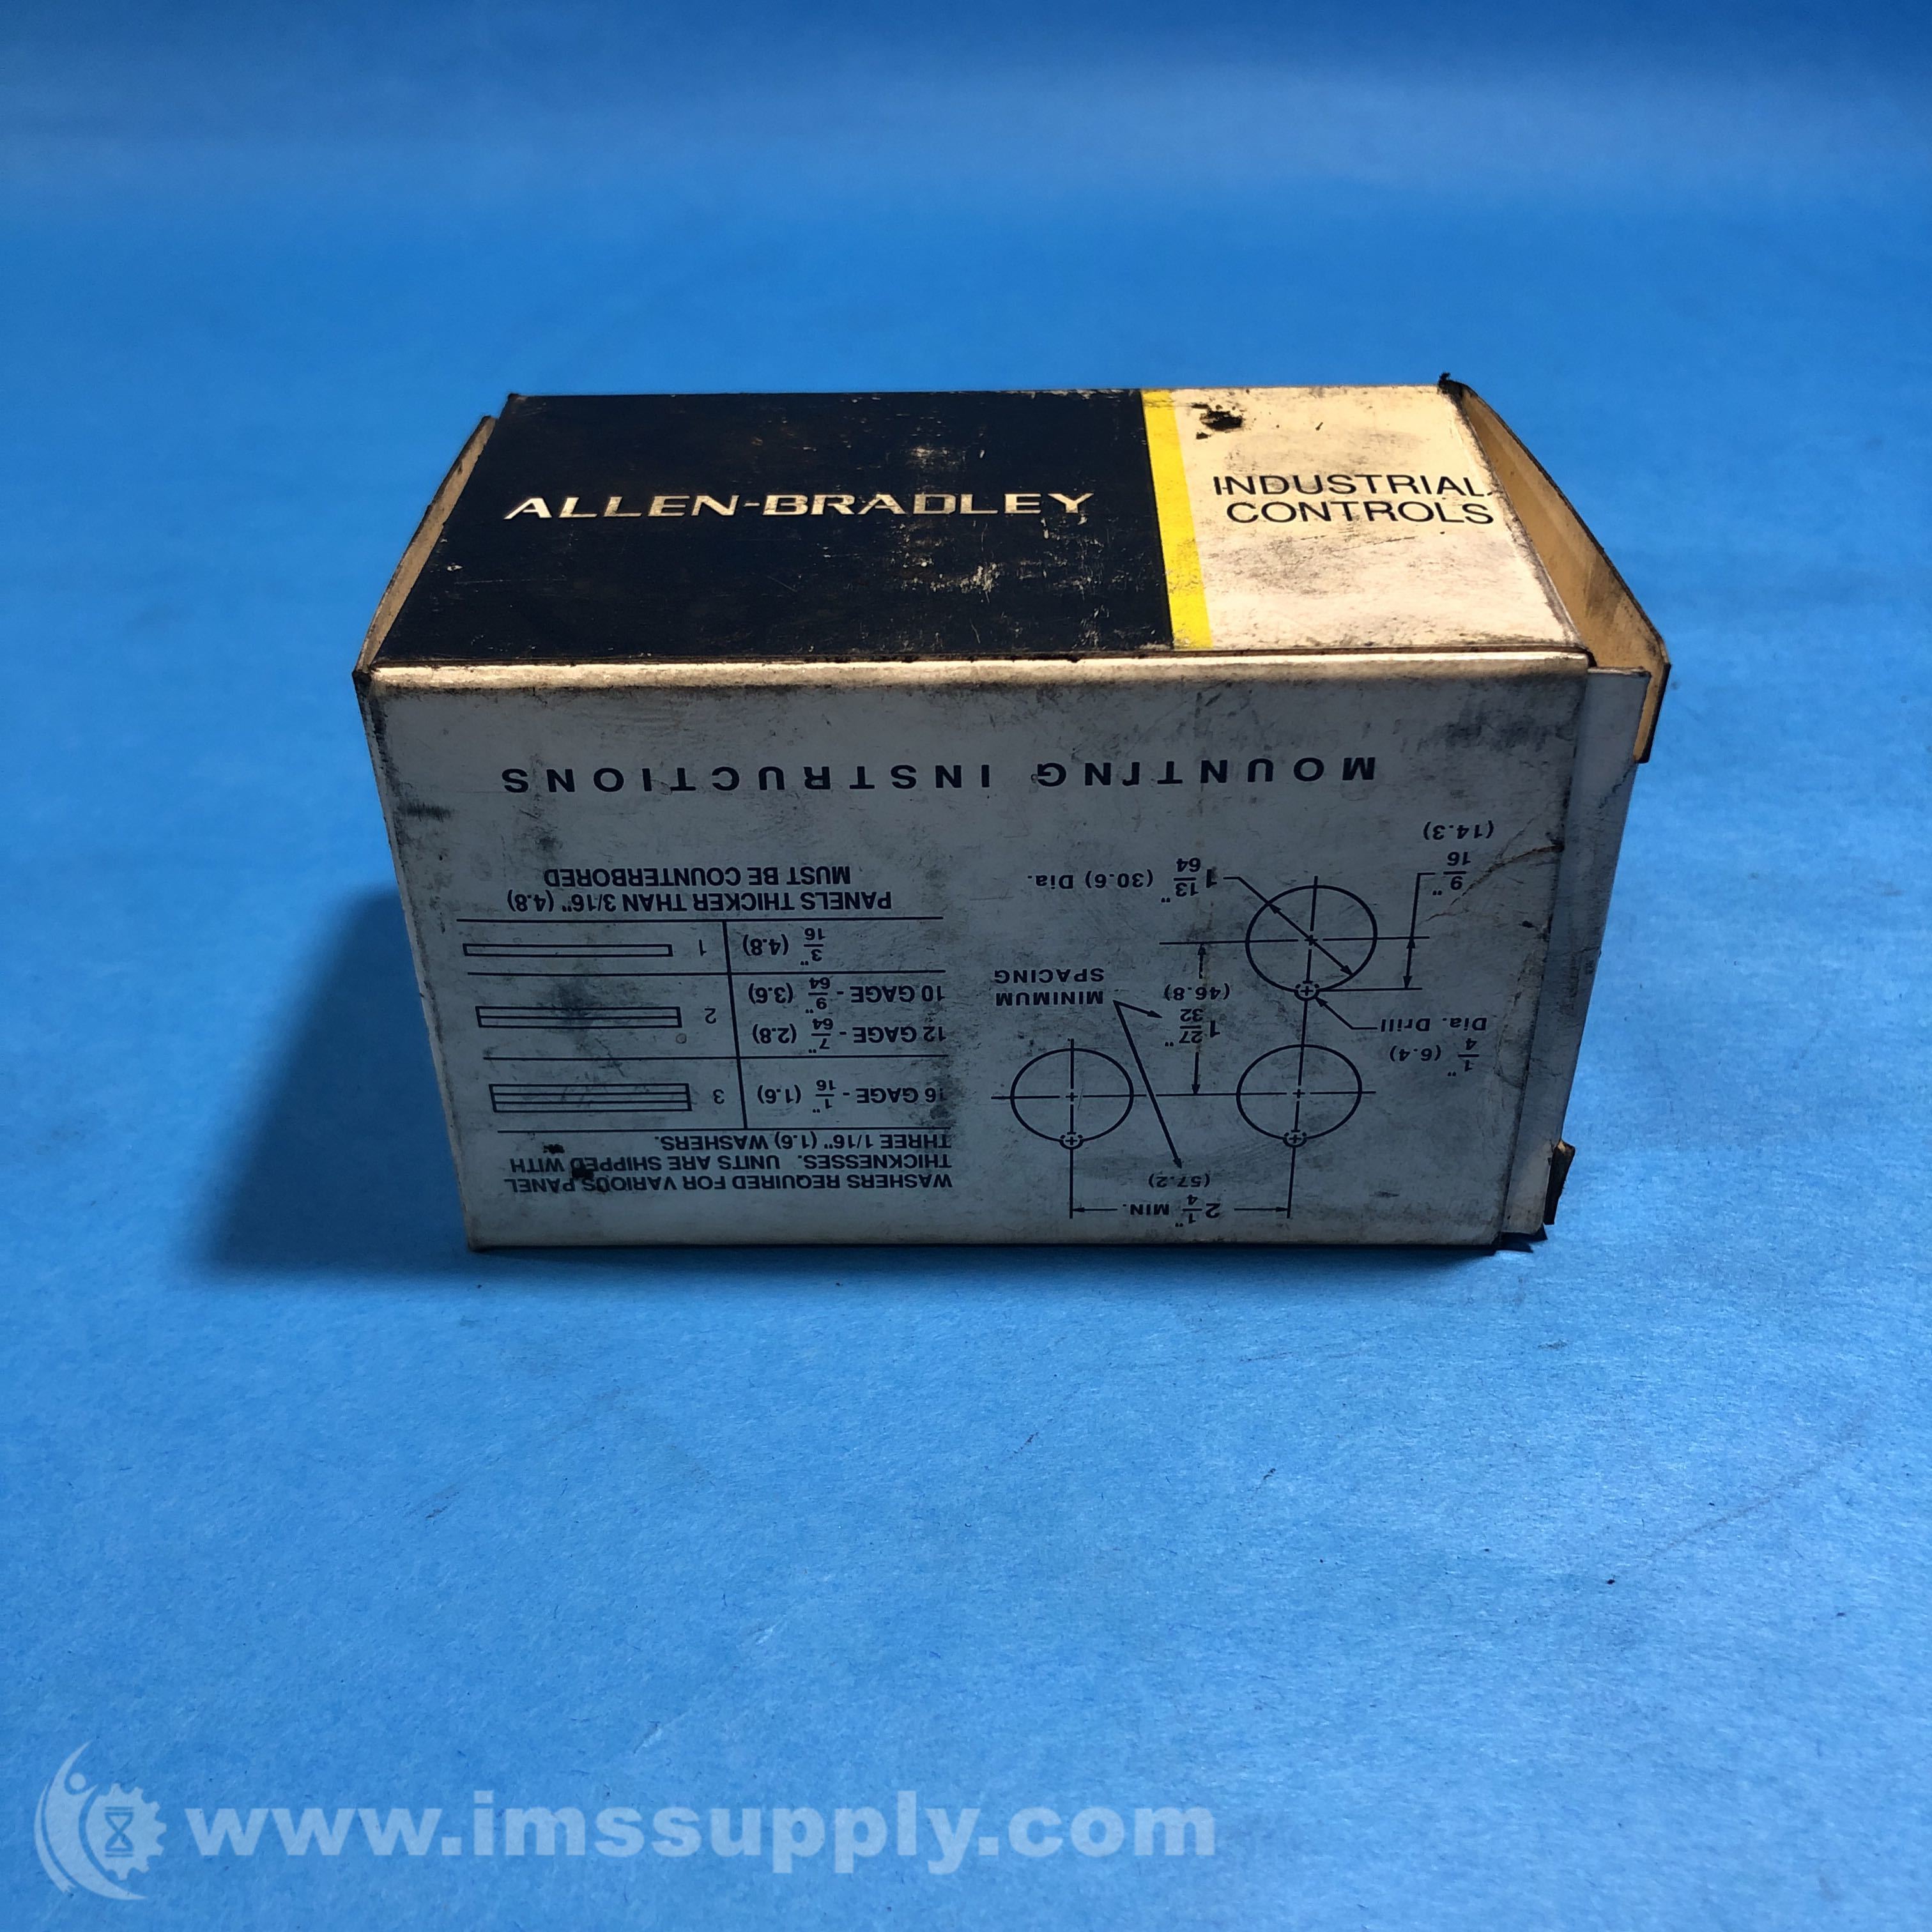 ALLEN-BRADLEY
INDUSTRIAL
CONTROLS
MOUNTING INSTRUCTIONS
2 1/4" MIN.
(57.2)
1/4" (6.4)
Dia. Drill
1 27/32"
(46.8)
MINIMUM
SPACING
9/16"
(14.3)
1 13/64" (30.6) Dia.
WASHERS REQUIRED FOR VARIOUS PANEL
THICKNESSES. UNITS ARE SHIPPED WITH
THREE 1/16" (1.6) WASHERS.
16 GAGE - 1/16" (1.6) 3
12 GAGE - 7/64" (2.8)
2
10 GAGE - 9/64" (3.6)
3/16" (4.8) 1
PANELS THICKER THAN 3/16" (4.8)
MUST BE COUNTERBORED
www.imssupply.com